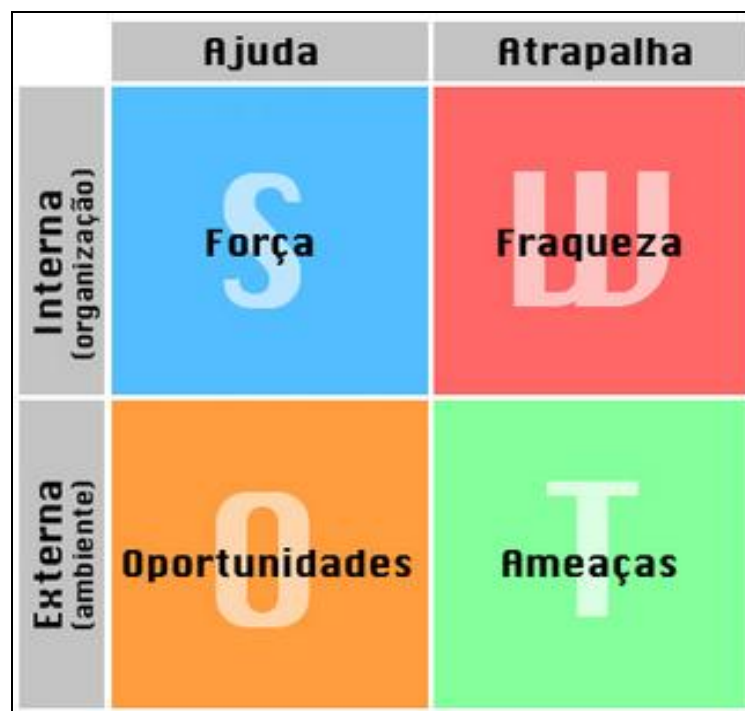 Ajuda
Atrapalha
Interna
(organização)
S
Força
W
Fraqueza
Externa
(ambiente)
O
Oportunidades
T
Ameaças